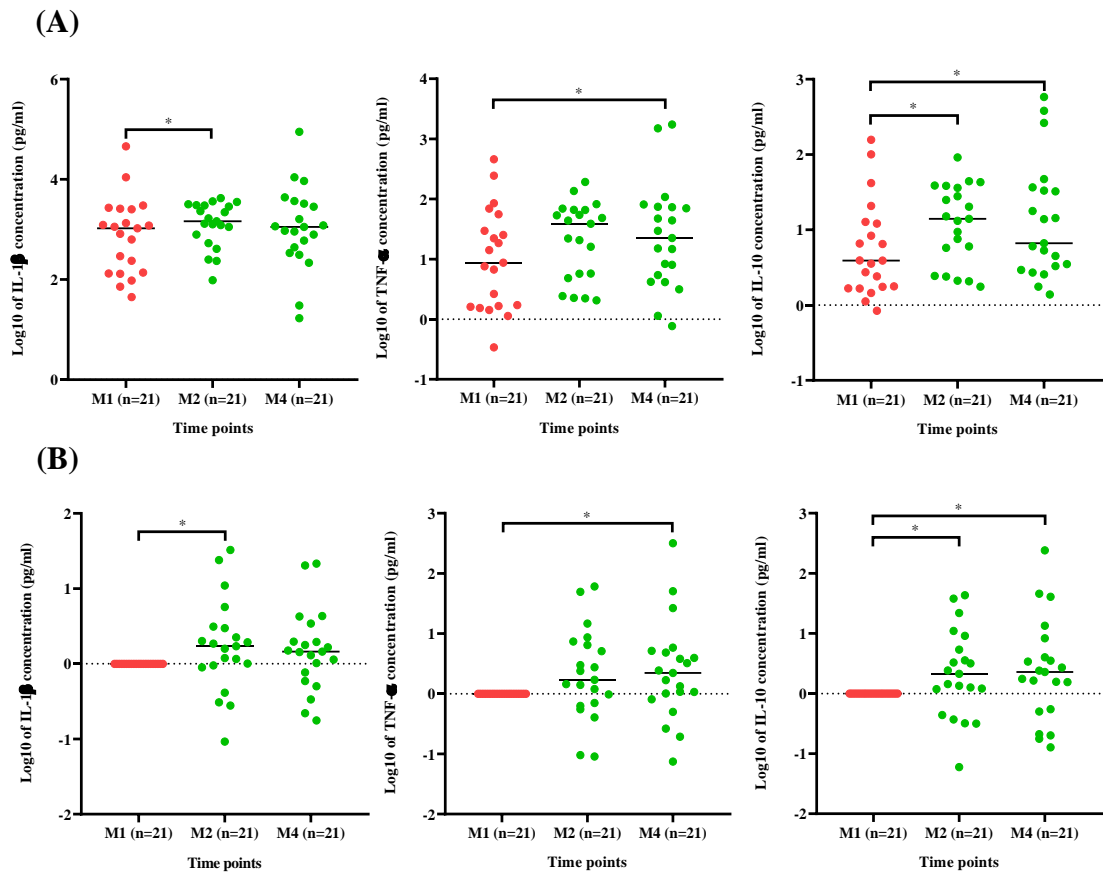 (A)
Log10 of IL-1β concentration (pg/ml)
6
4
2
0
*
M1 (n=21) M2 (n=21) M4 (n=21)
Time points
Log10 of TNF-α concentration (pg/ml)
4
3
2
1
0
-1
*
M1 (n=21) M2 (n=21) M4 (n=21)
Time points
Log10 of IL-10 concentration (pg/ml)
3
2
1
0
-1
*
*
M1 (n=21) M2 (n=21) M4 (n=21)
Time points
(B)
Log10 of IL-1β concentration (pg/ml)
2
1
0
-1
-2
*
M1 (n=21) M2 (n=21) M4 (n=21)
Time points
Log10 of TNF-α concentration (pg/ml)
3
2
1
0
-1
-2
*
M1 (n=21) M2 (n=21) M4 (n=21)
Time points
Log10 of IL-10 concentration (pg/ml)
3
2
1
0
-1
-2
*
*
M1 (n=21) M2 (n=21) M4 (n=21)
Time points